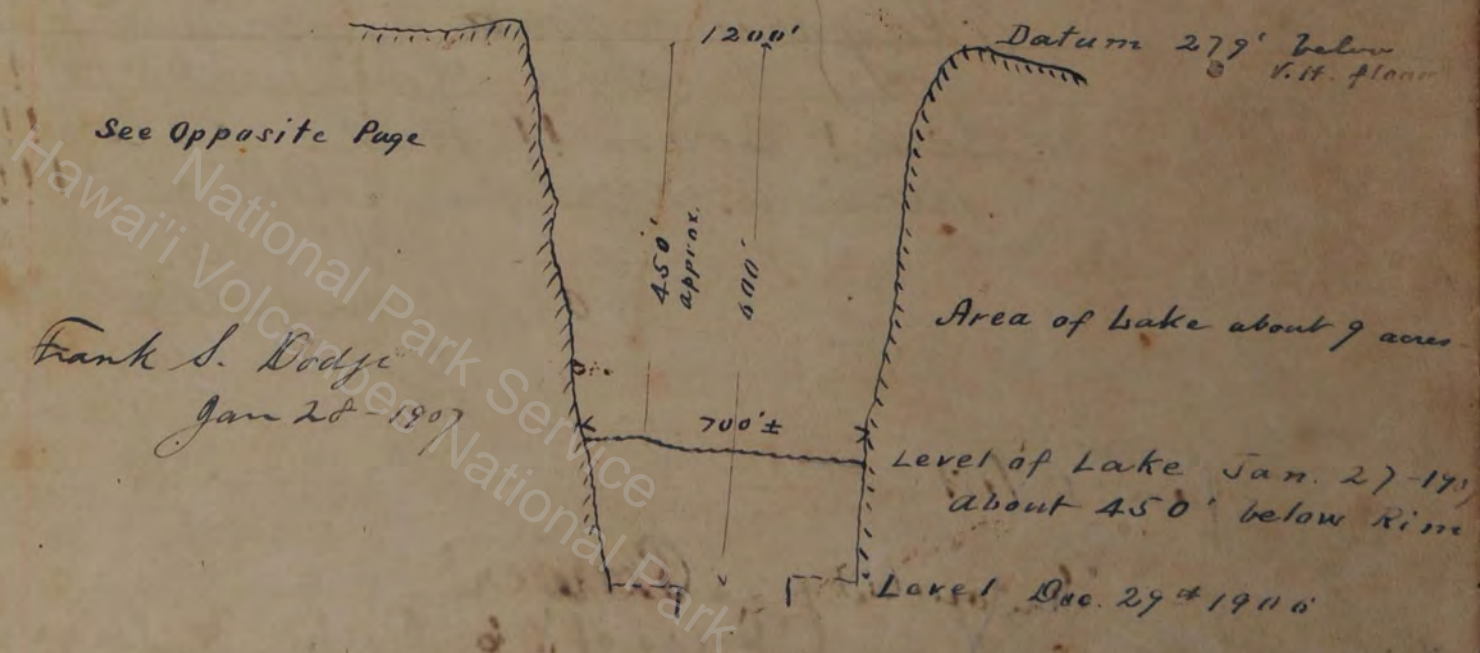 1200'
Datum 279' below
V.H. floor
See Opposite Page
450'
approx.
600'
Area of Lake about 9 acres
Frank S. Dodge
Jan 28 - 1907
700' ±
Level of Lake Jan. 27 -
about 450' below Rim
Level Dec. 29th 1906
National Park Service
Hawai'i Volcanoes National Park